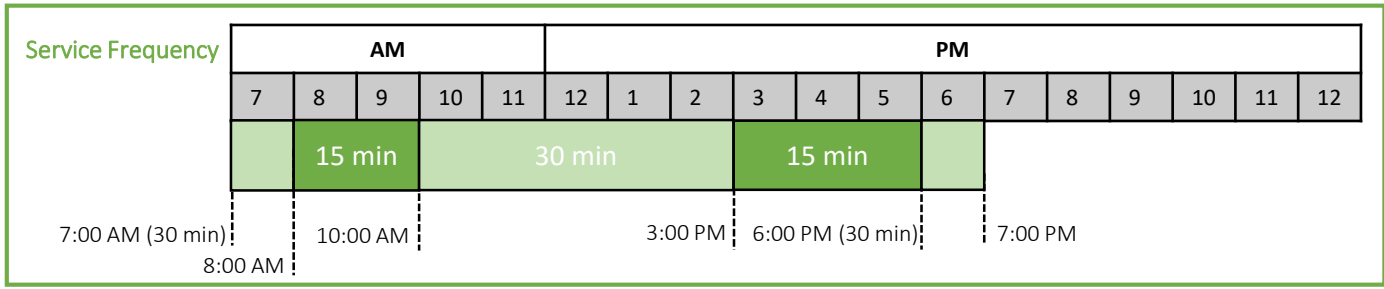 Service Frequency AM PM
7 8 9 10 11 12 1 2 3 4 5 6 7 8 9 10 11 12
15 min 30 min 15 min
7:00 AM (30 min) 10:00 AM 3:00 PM 6:00 PM (30 min) 7:00 PM
8:00 AM